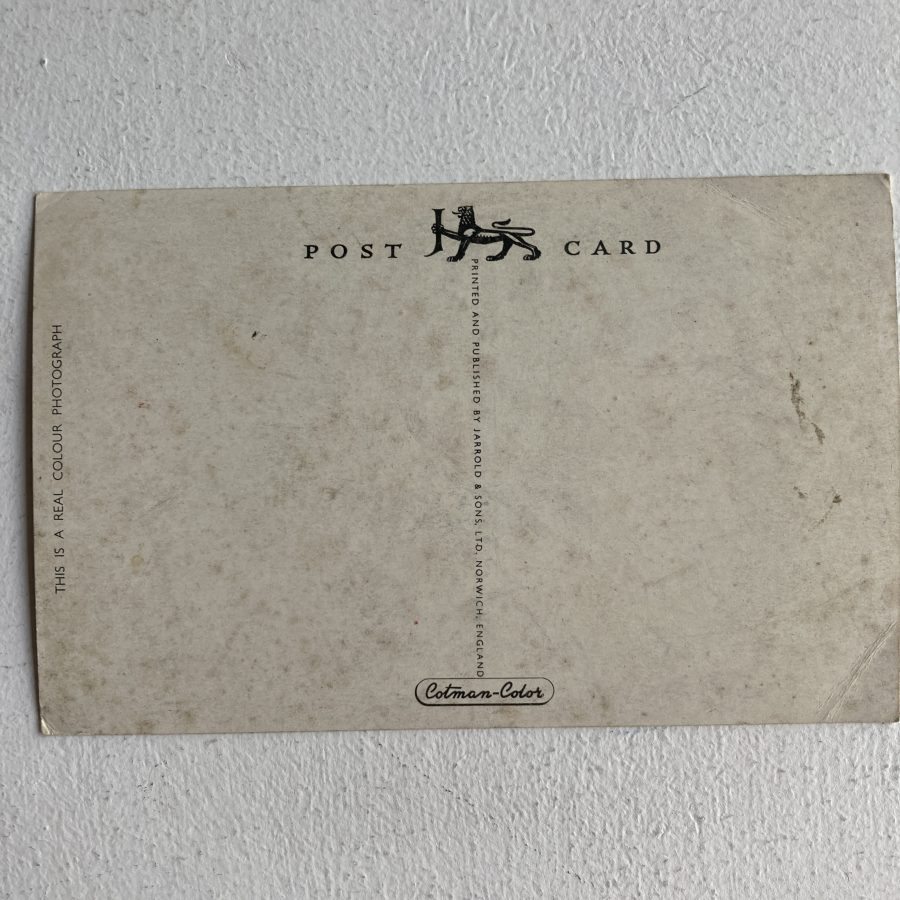 POST J CARD
THIS IS A REAL COLOUR PHOTOGRAPH
PRINTED AND PUBLISHED BY JARROLD & SONS, LTD, NORWICH, ENGLAND
Cotman-Color